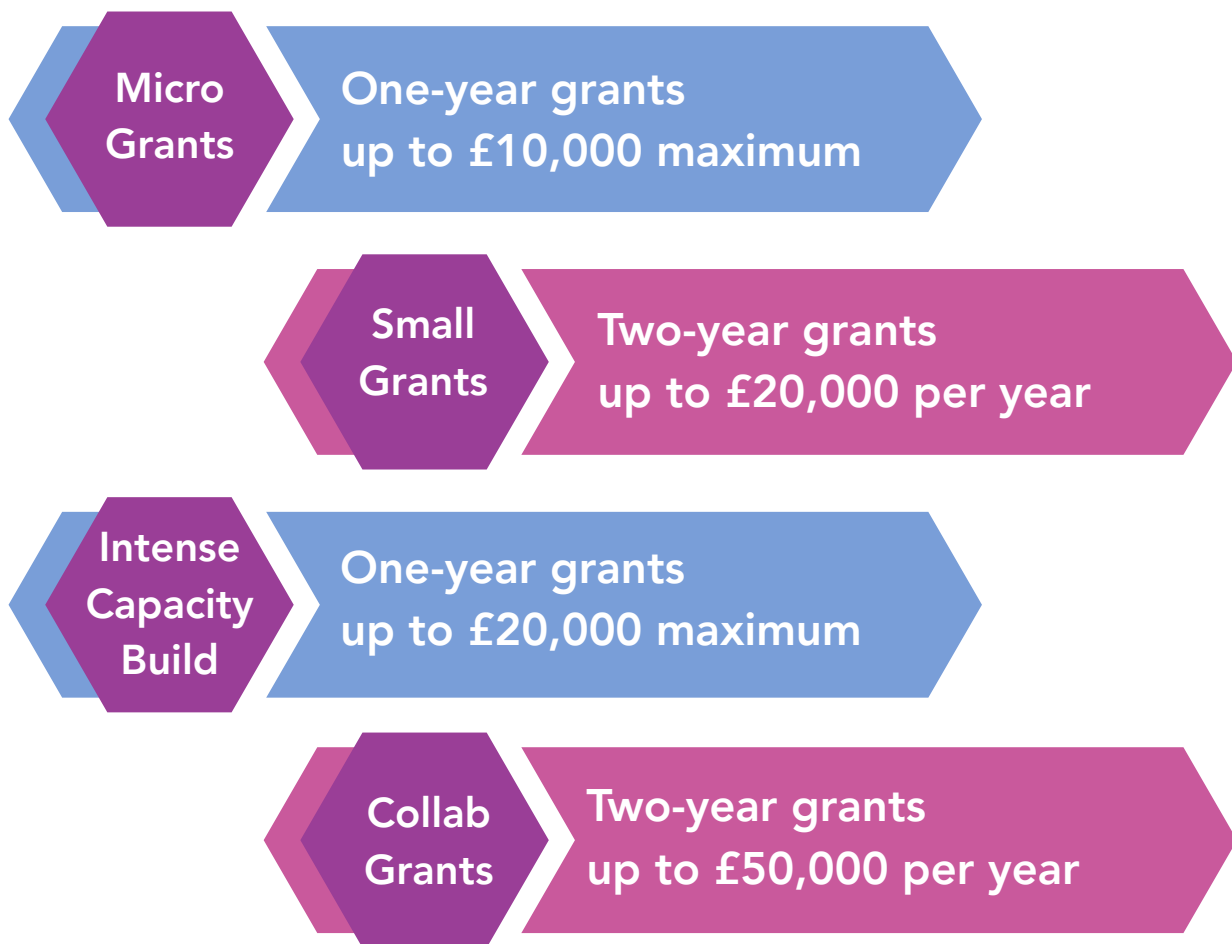 Micro
Grants
One-year grants
up to £10,000 maximum
Small
Grants
Two-year grants
up to £20,000 per year
Intense
Capacity
Build
One-year grants
up to £20,000 maximum
Collab
Grants
Two-year grants
up to £50,000 per year